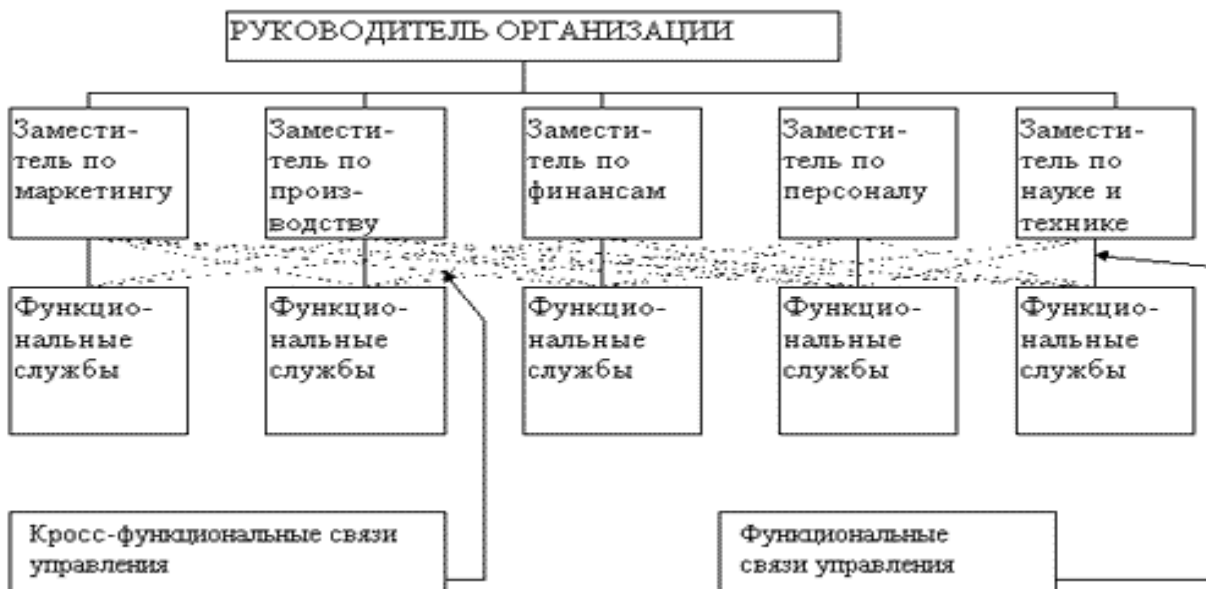 РУКОВОДИТЕЛЬ ОРГАНИЗАЦИИ
Замести-
тель по
маркетингу
Замести-
тель по
произ-
водству
Замести-
тель по
финансам
Замести-
тель по
персоналу
Замести-
тель по
науке и
технике
Функцио-
нальные
службы
Функцио-
нальные
службы
Функцио-
нальные
службы
Функцио-
нальные
службы
Функцио-
нальные
службы
Кросс-функциональные связи
управления
Функциональные
связи управления